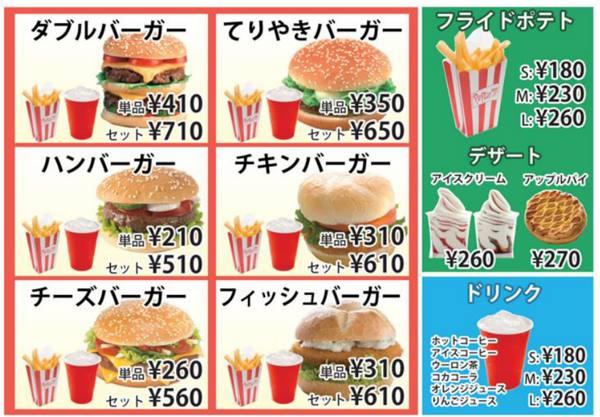 ダブルバーガー
単品 ¥410
セット ¥710
てりやきバーガー
単品 ¥350
セット ¥650
ハンバーガー
単品 ¥210
セット ¥510
チキンバーガー
単品 ¥310
セット ¥610
チーズバーガー
単品 ¥260
セット ¥560
フィッシュバーガー
単品 ¥310
セット ¥610
フライドポテト
S: ¥180
M: ¥230
L: ¥260
デザート
アイスクリーム
¥260
アップルパイ
¥270
ドリンク
ホットコーヒー
アイスコーヒー
ウーロン茶
コカコーラ
オレンジジュース
りんごジュース
S: ¥180
M: ¥230
L: ¥260